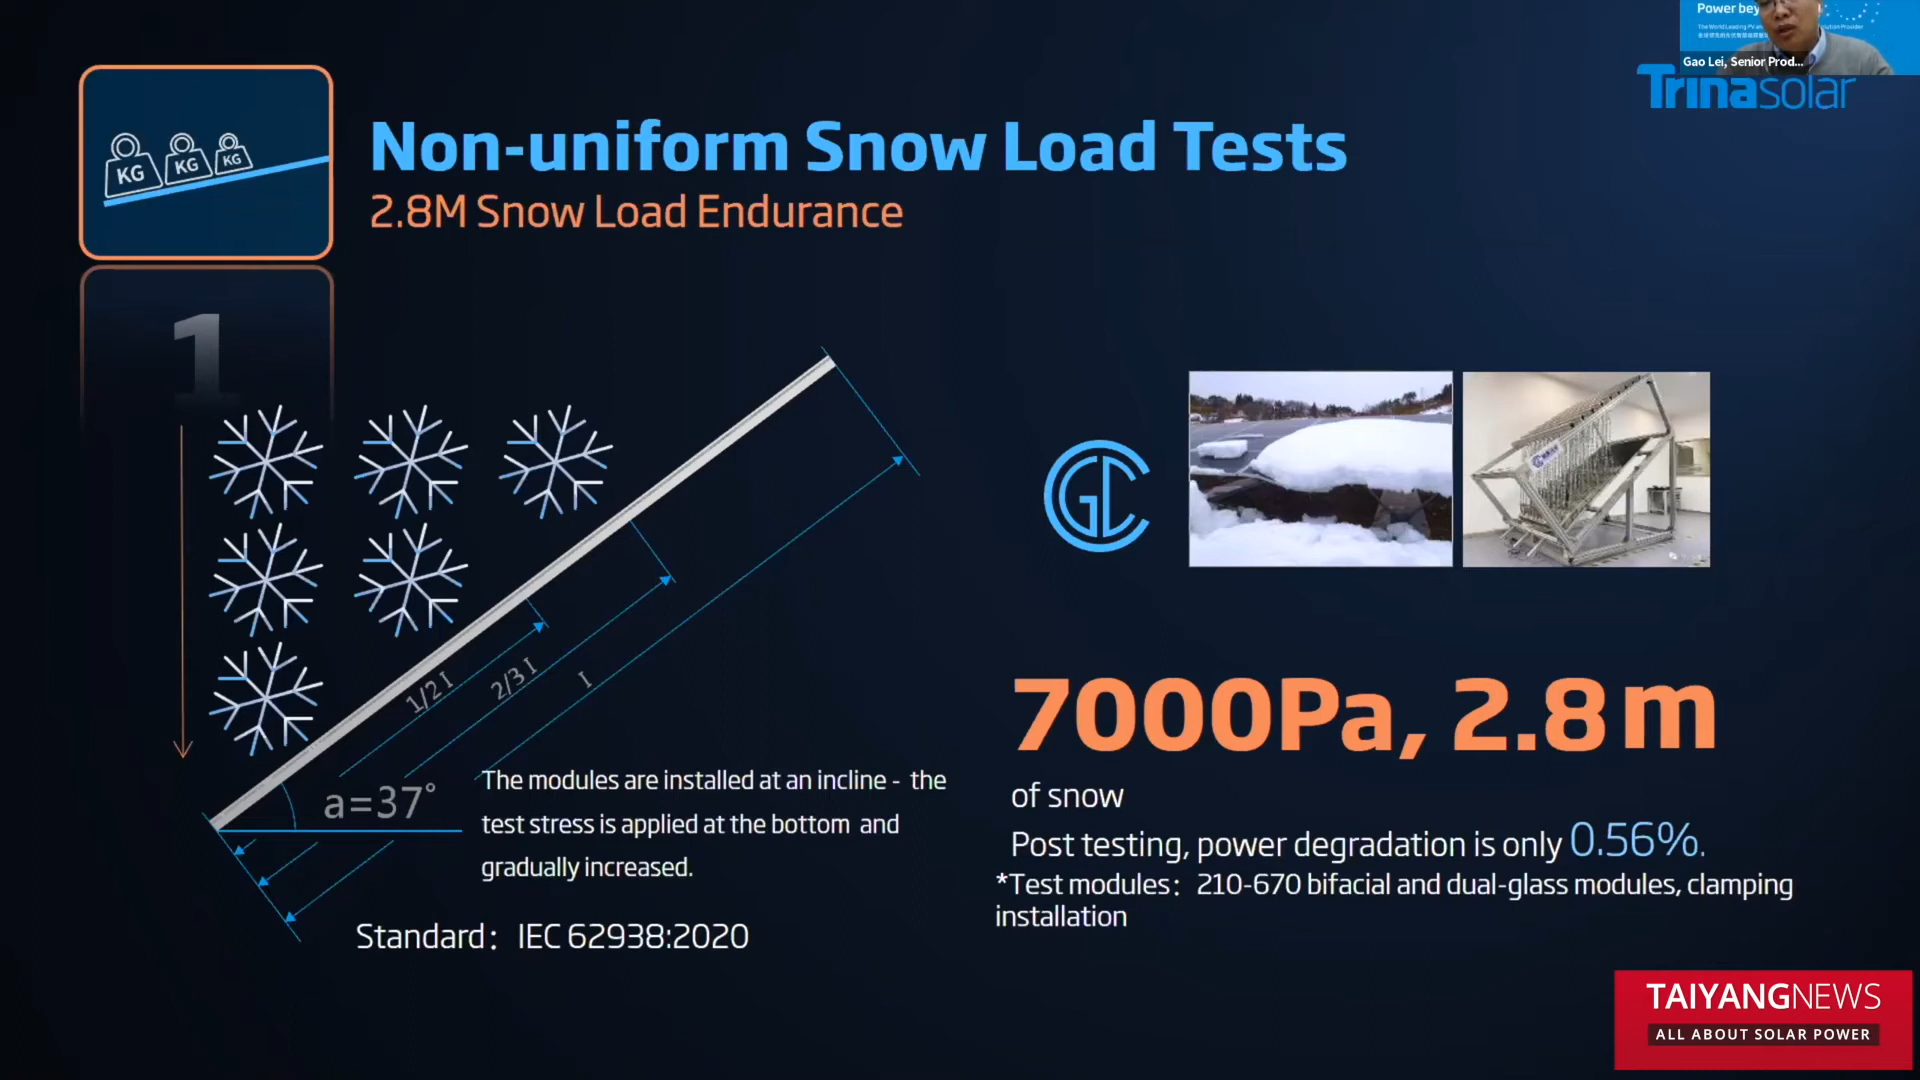 Power bey
Gao Lei, Senior Prod...
Trinasolar
KG KG KG
Non-uniform Snow Load Tests
2.8M Snow Load Endurance
1
1/2 I
2/3 I
I
a=37°
The modules are installed at an incline - the
test stress is applied at the bottom and
gradually increased.
Standard：IEC 62938:2020
CGC
7000Pa, 2.8m
of snow
Post testing, power degradation is only 0.56%.
*Test modules：210-670 bifacial and dual-glass modules, clamping
installation
TAIYANGNEWS
ALL ABOUT SOLAR POWER